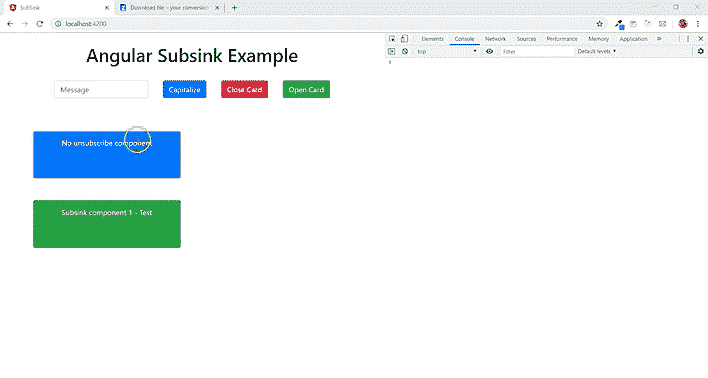 SubSink
Download file - your conversion
localhost:4200
Elements Console Network Sources Performance Memory Application
top Filter Default levels
Angular Subsink Example
Message Capitalize Close Card Open Card
No unsubscribe component
Subsink component 1 - Test